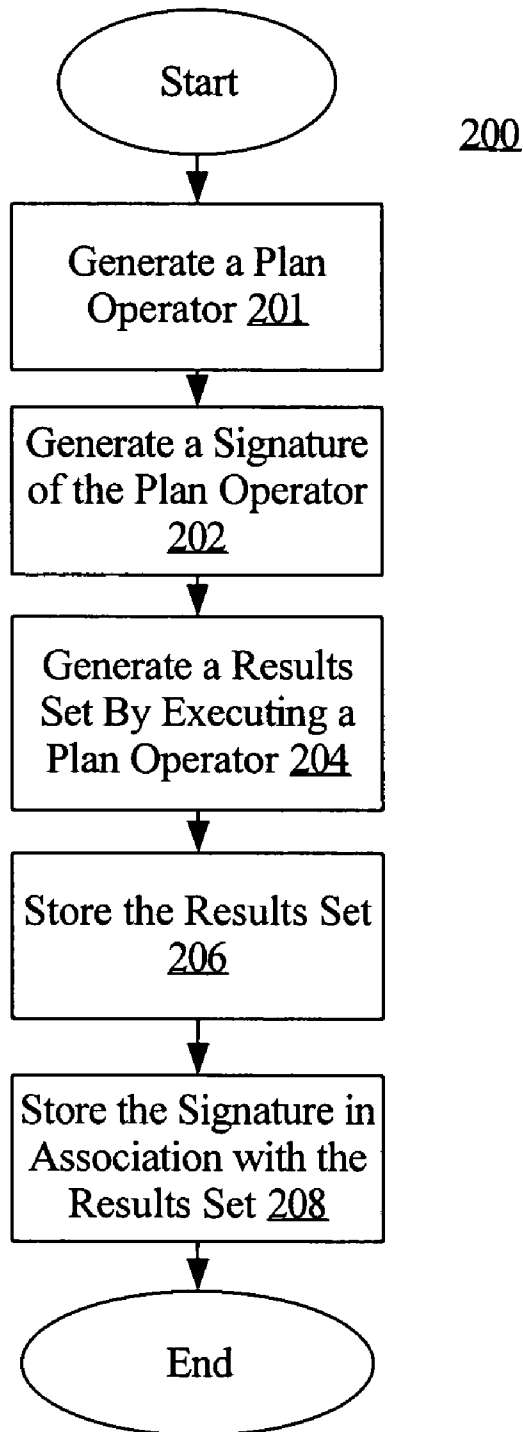 Start
200
Generate a Plan
Operator 201
Generate a Signature
of the Plan Operator
202
Generate a Results
Set By Executing a
Plan Operator 204
Store the Results Set
206
Store the Signature in
Association with the
Results Set 208
End